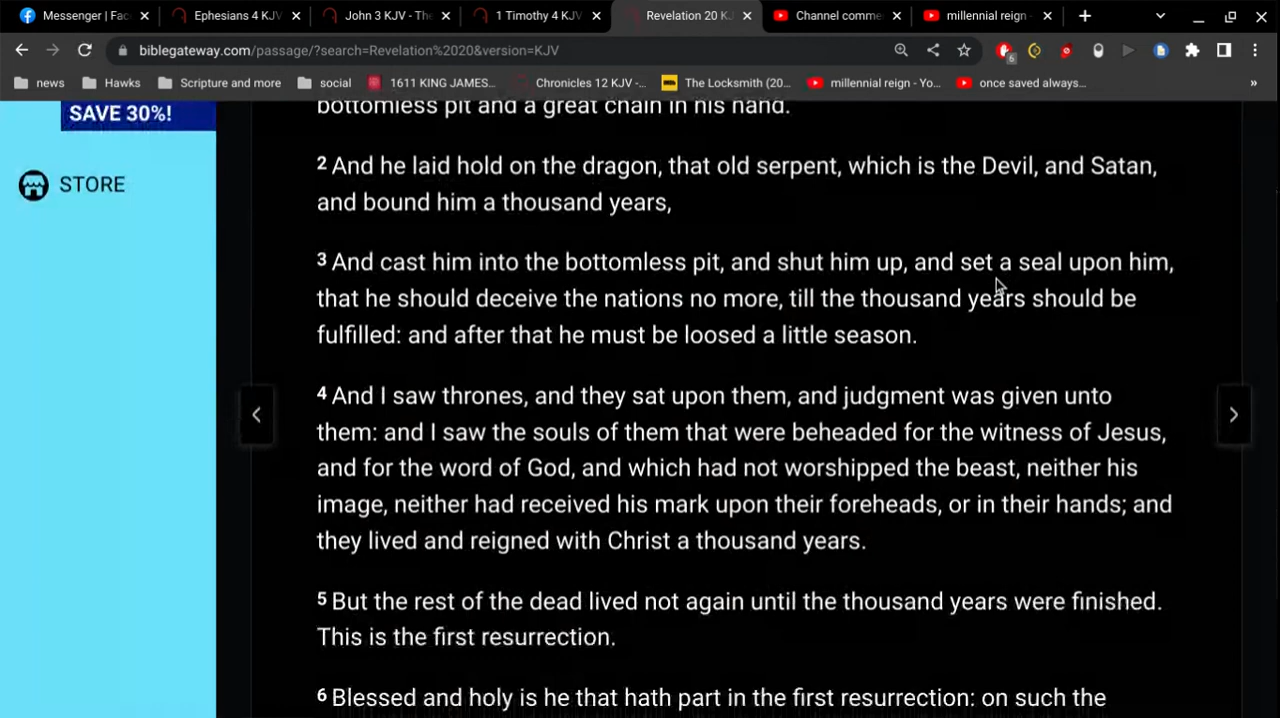 Messenger | Fac
Ephesians 4 KJV
John 3 KJV - The
1 Timothy 4 KJV
Revelation 20 KJ
Channel comme
millennial reign -
biblegateway.com/passage/?search=Revelation%2020&version=KJV
6
news
Hawks
Scripture and more
social
1611 KING JAMES...
Chronicles 12 KJV -...
The Locksmith (20...
millennial reign - Yo...
once saved always...
»
SAVE 30%!
STORE
bottomless pit and a great chain in his hand.
2 And he laid hold on the dragon, that old serpent, which is the Devil, and Satan,
and bound him a thousand years,
3 And cast him into the bottomless pit, and shut him up, and set a seal upon him,
that he should deceive the nations no more, till the thousand years should be
fulfilled: and after that he must be loosed a little season.
4 And I saw thrones, and they sat upon them, and judgment was given unto
them: and I saw the souls of them that were beheaded for the witness of Jesus,
and for the word of God, and which had not worshipped the beast, neither his
image, neither had received his mark upon their foreheads, or in their hands; and
they lived and reigned with Christ a thousand years.
5 But the rest of the dead lived not again until the thousand years were finished.
This is the first resurrection.
6 Blessed and holy is he that hath part in the first resurrection: on such the